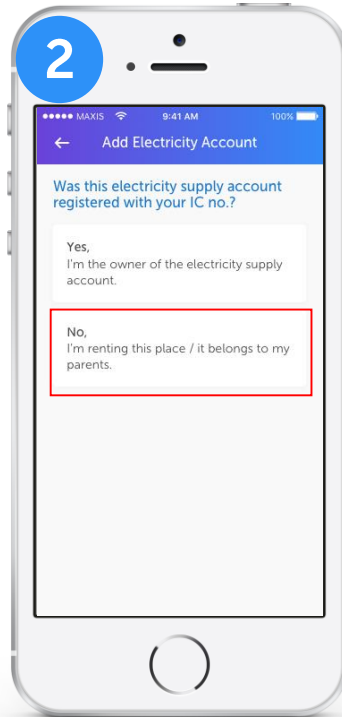 2
MAXIS 9:41 AM 100%
Add Electricity Account
Was this electricity supply account
registered with your IC no.?
Yes,
I'm the owner of the electricity supply
account.
No,
I'm renting this place / it belongs to my
parents.